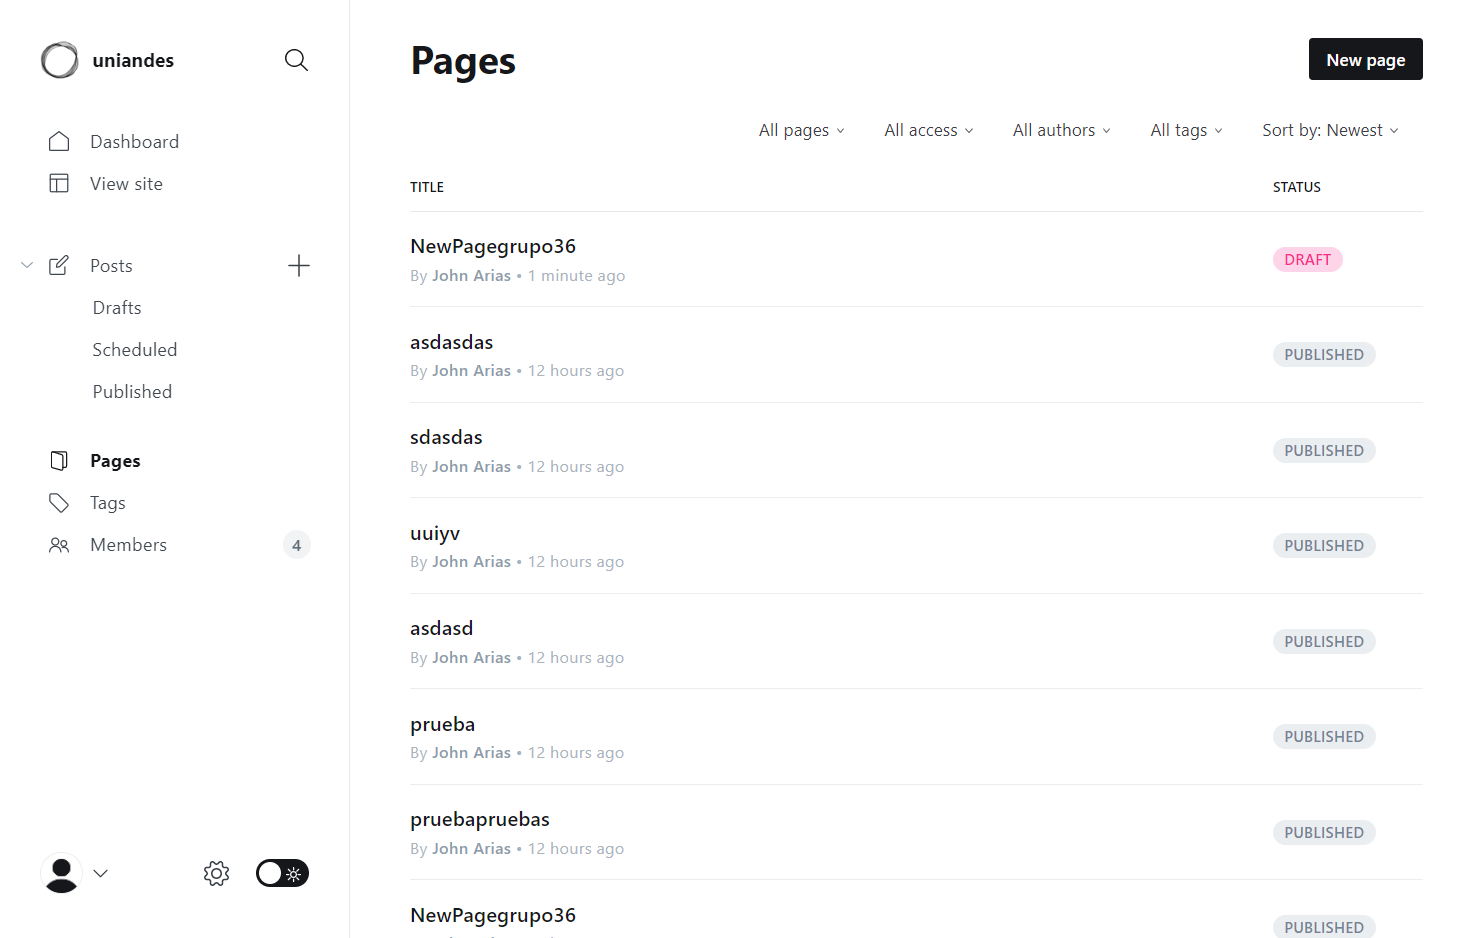 uniandes
Dashboard
View site
Posts
Drafts
Scheduled
Published
Pages
Tags
Members 4
Pages
New page
All pages All access All authors All tags Sort by: Newest
TITLE STATUS
NewPagegrupo36
By John Arias • 1 minute ago
DRAFT
asdasdas
By John Arias • 12 hours ago
PUBLISHED
sdasdas
By John Arias • 12 hours ago
PUBLISHED
uuiyv
By John Arias • 12 hours ago
PUBLISHED
asdasd
By John Arias • 12 hours ago
PUBLISHED
prueba
By John Arias • 12 hours ago
PUBLISHED
pruebapruebas
By John Arias • 12 hours ago
PUBLISHED
NewPagegrupo36
PUBLISHED